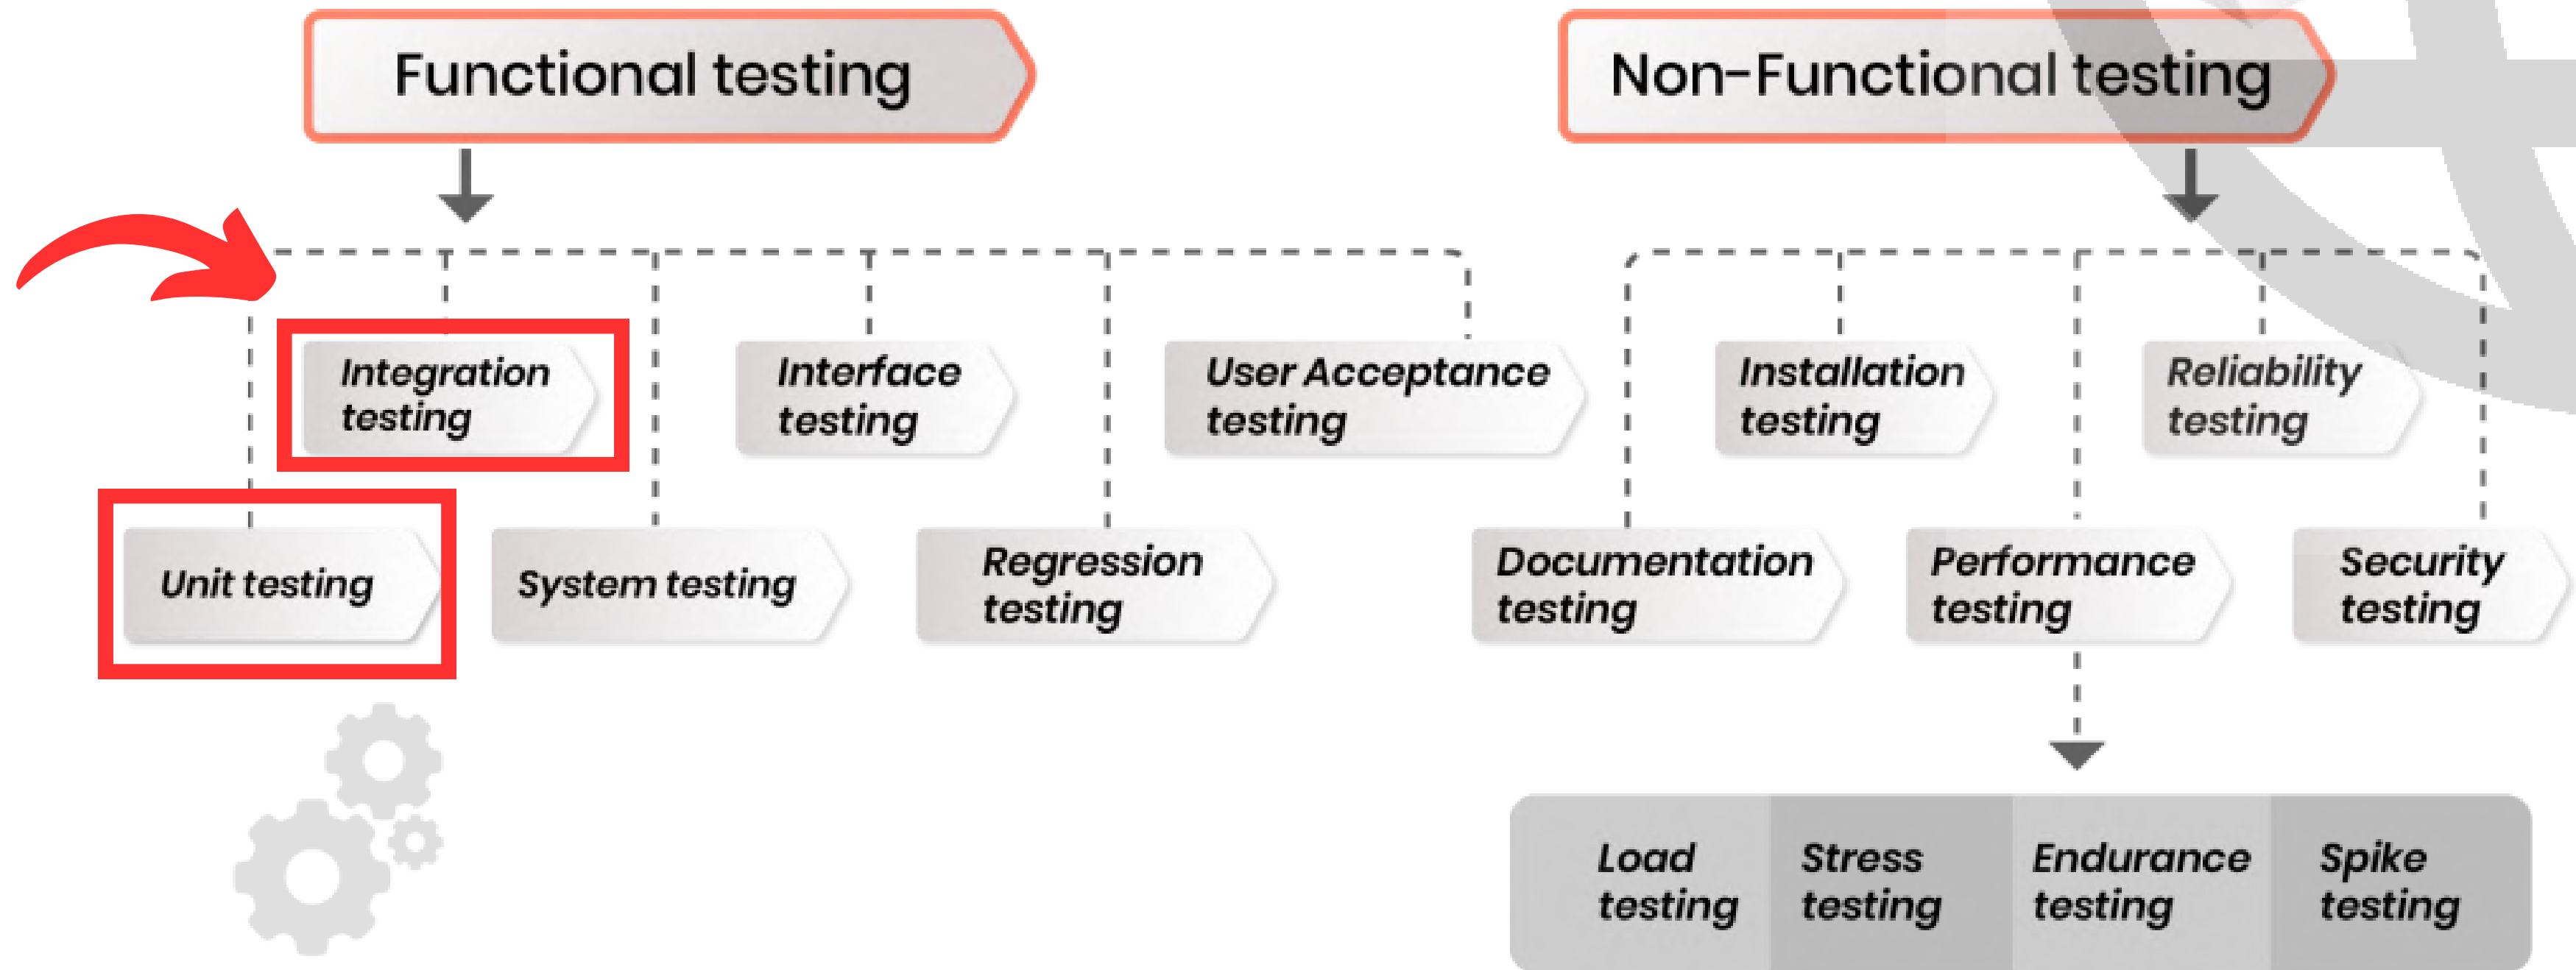 Functional testing
Non-Functional testing
Integration
testing
Interface
testing
User Acceptance
testing
Installation
testing
Reliability
testing
Unit testing
System testing
Regression
testing
Documentation
testing
Performance
testing
Security
testing
Load
testing
Stress
testing
Endurance
testing
Spike
testing